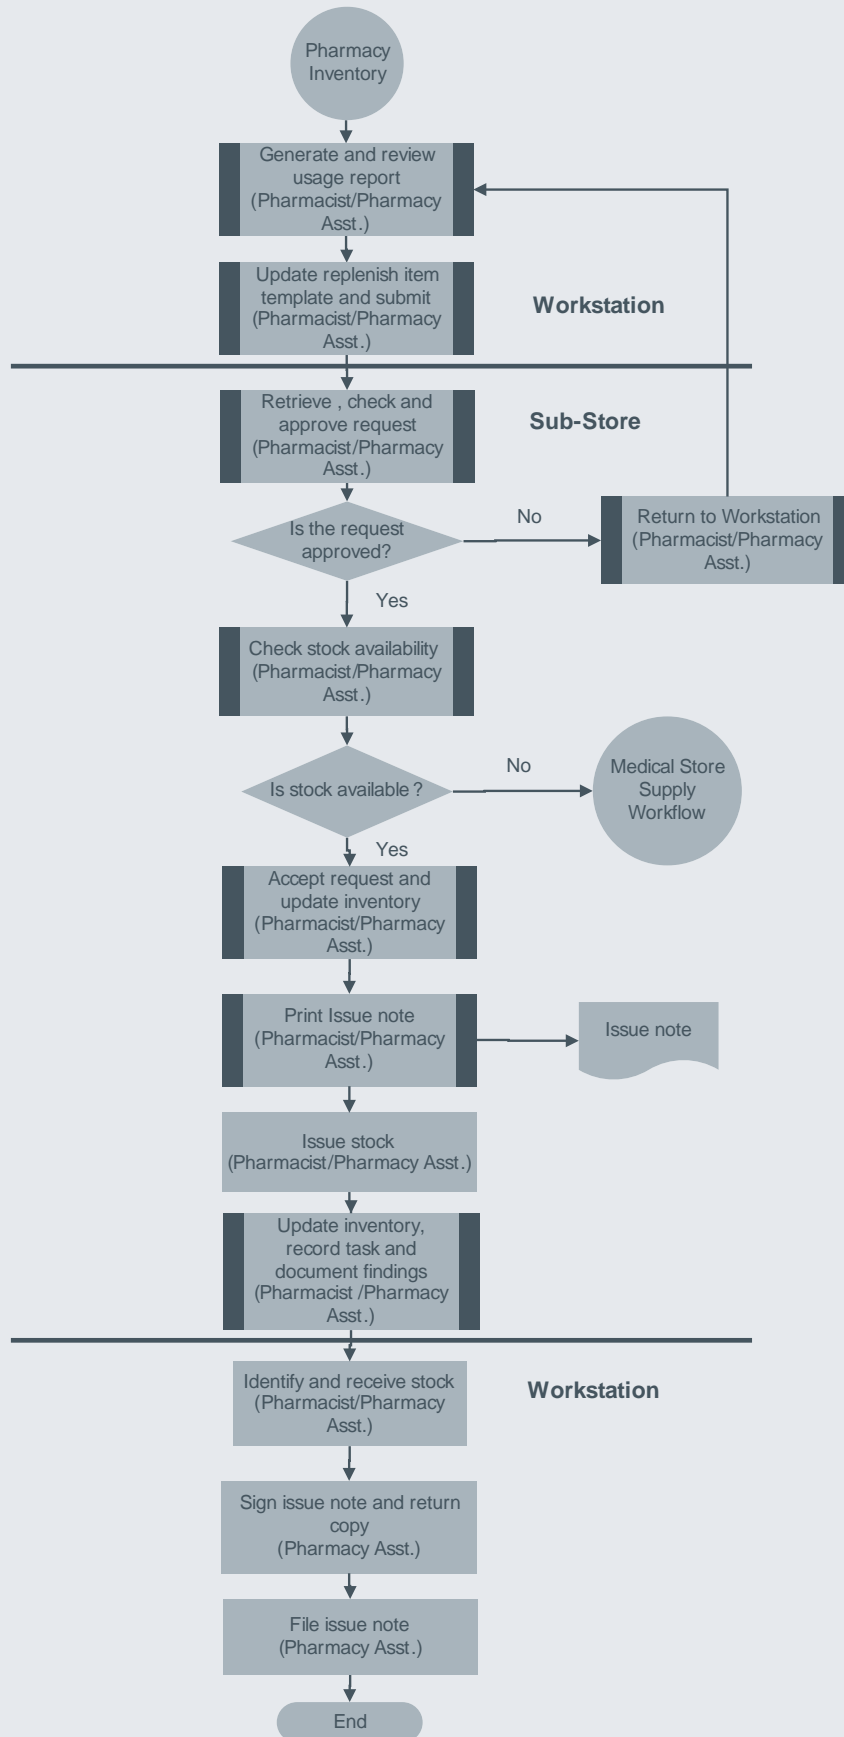 Pharmacy
Inventory
Generate and review
usage report
(Pharmacist/Pharmacy
Asst.)
Update replenish item
template and submit
(Pharmacist/Pharmacy
Asst.)
Workstation
Retrieve , check and
approve request
(Pharmacist/Pharmacy
Asst.)
Sub-Store
Is the request
approved?
No
Return to Workstation
(Pharmacist/Pharmacy
Asst.)
Yes
Check stock availability
(Pharmacist/Pharmacy
Asst.)
Is stock available ?
No
Medical Store
Supply
Workflow
Yes
Accept request and
update inventory
(Pharmacist/Pharmacy
Asst.)
Print Issue note
(Pharmacist/Pharmacy
Asst.)
Issue note
Issue stock
(Pharmacist/Pharmacy Asst.)
Update inventory,
record task and
document findings
(Pharmacist /Pharmacy
Asst.)
Identify and receive stock
(Pharmacist/Pharmacy
Asst.)
Workstation
Sign issue note and return
copy
(Pharmacy Asst.)
File issue note
(Pharmacy Asst.)
End